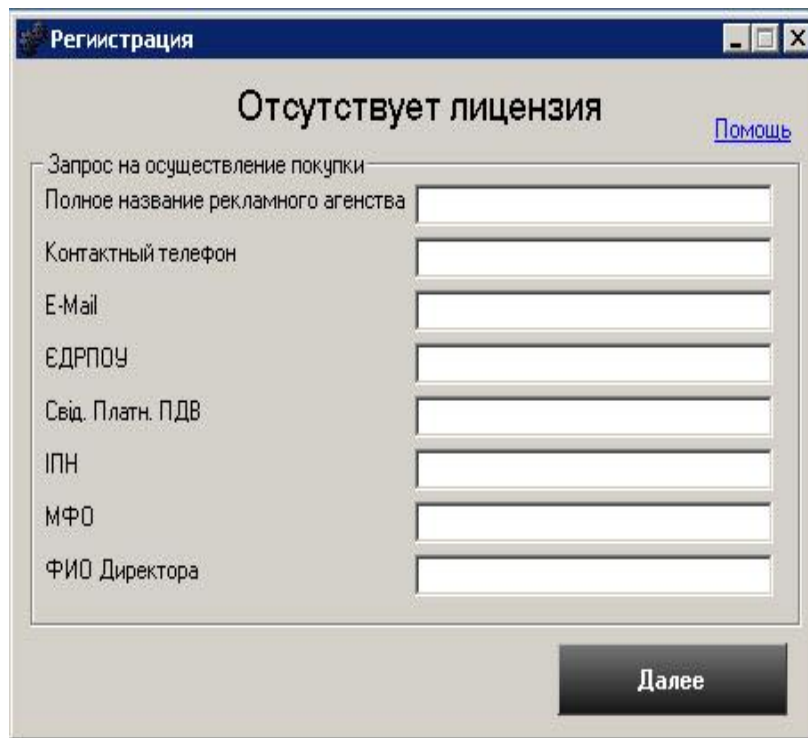 Региистрация
Отсутствует лицензия
Помощь
Запрос на осуществление покупки
Полное название рекламного агенства
Контактный телефон
E-Mail
ЄДРПОУ
Свід. Платн. ПДВ
ІПН
МФО
ФИО Директора
Далее